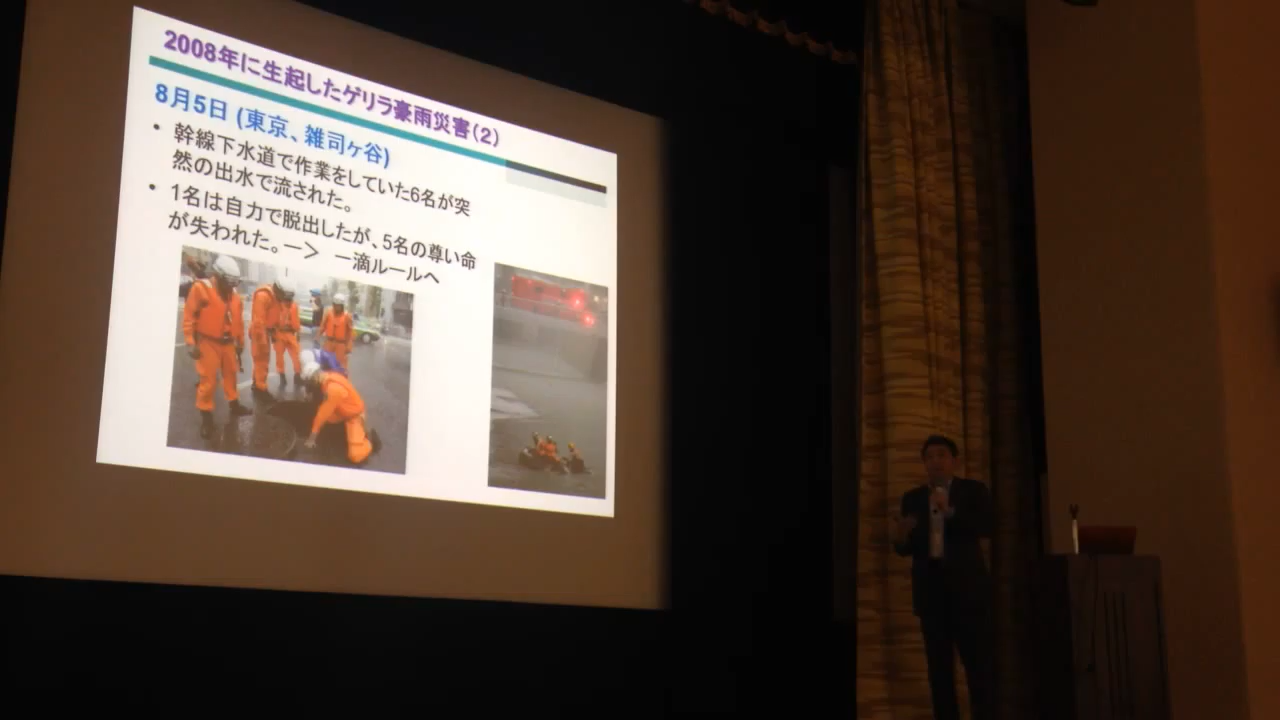 2008年に生起したゲリラ豪雨災害(2)
8月5日 (東京、雑司ヶ谷)
• 幹線下水道で作業をしていた6名が突
然の出水で流された。
• 1名は自力で脱出したが、5名の尊い命
が失われた。ー＞ 一滴ルールへ